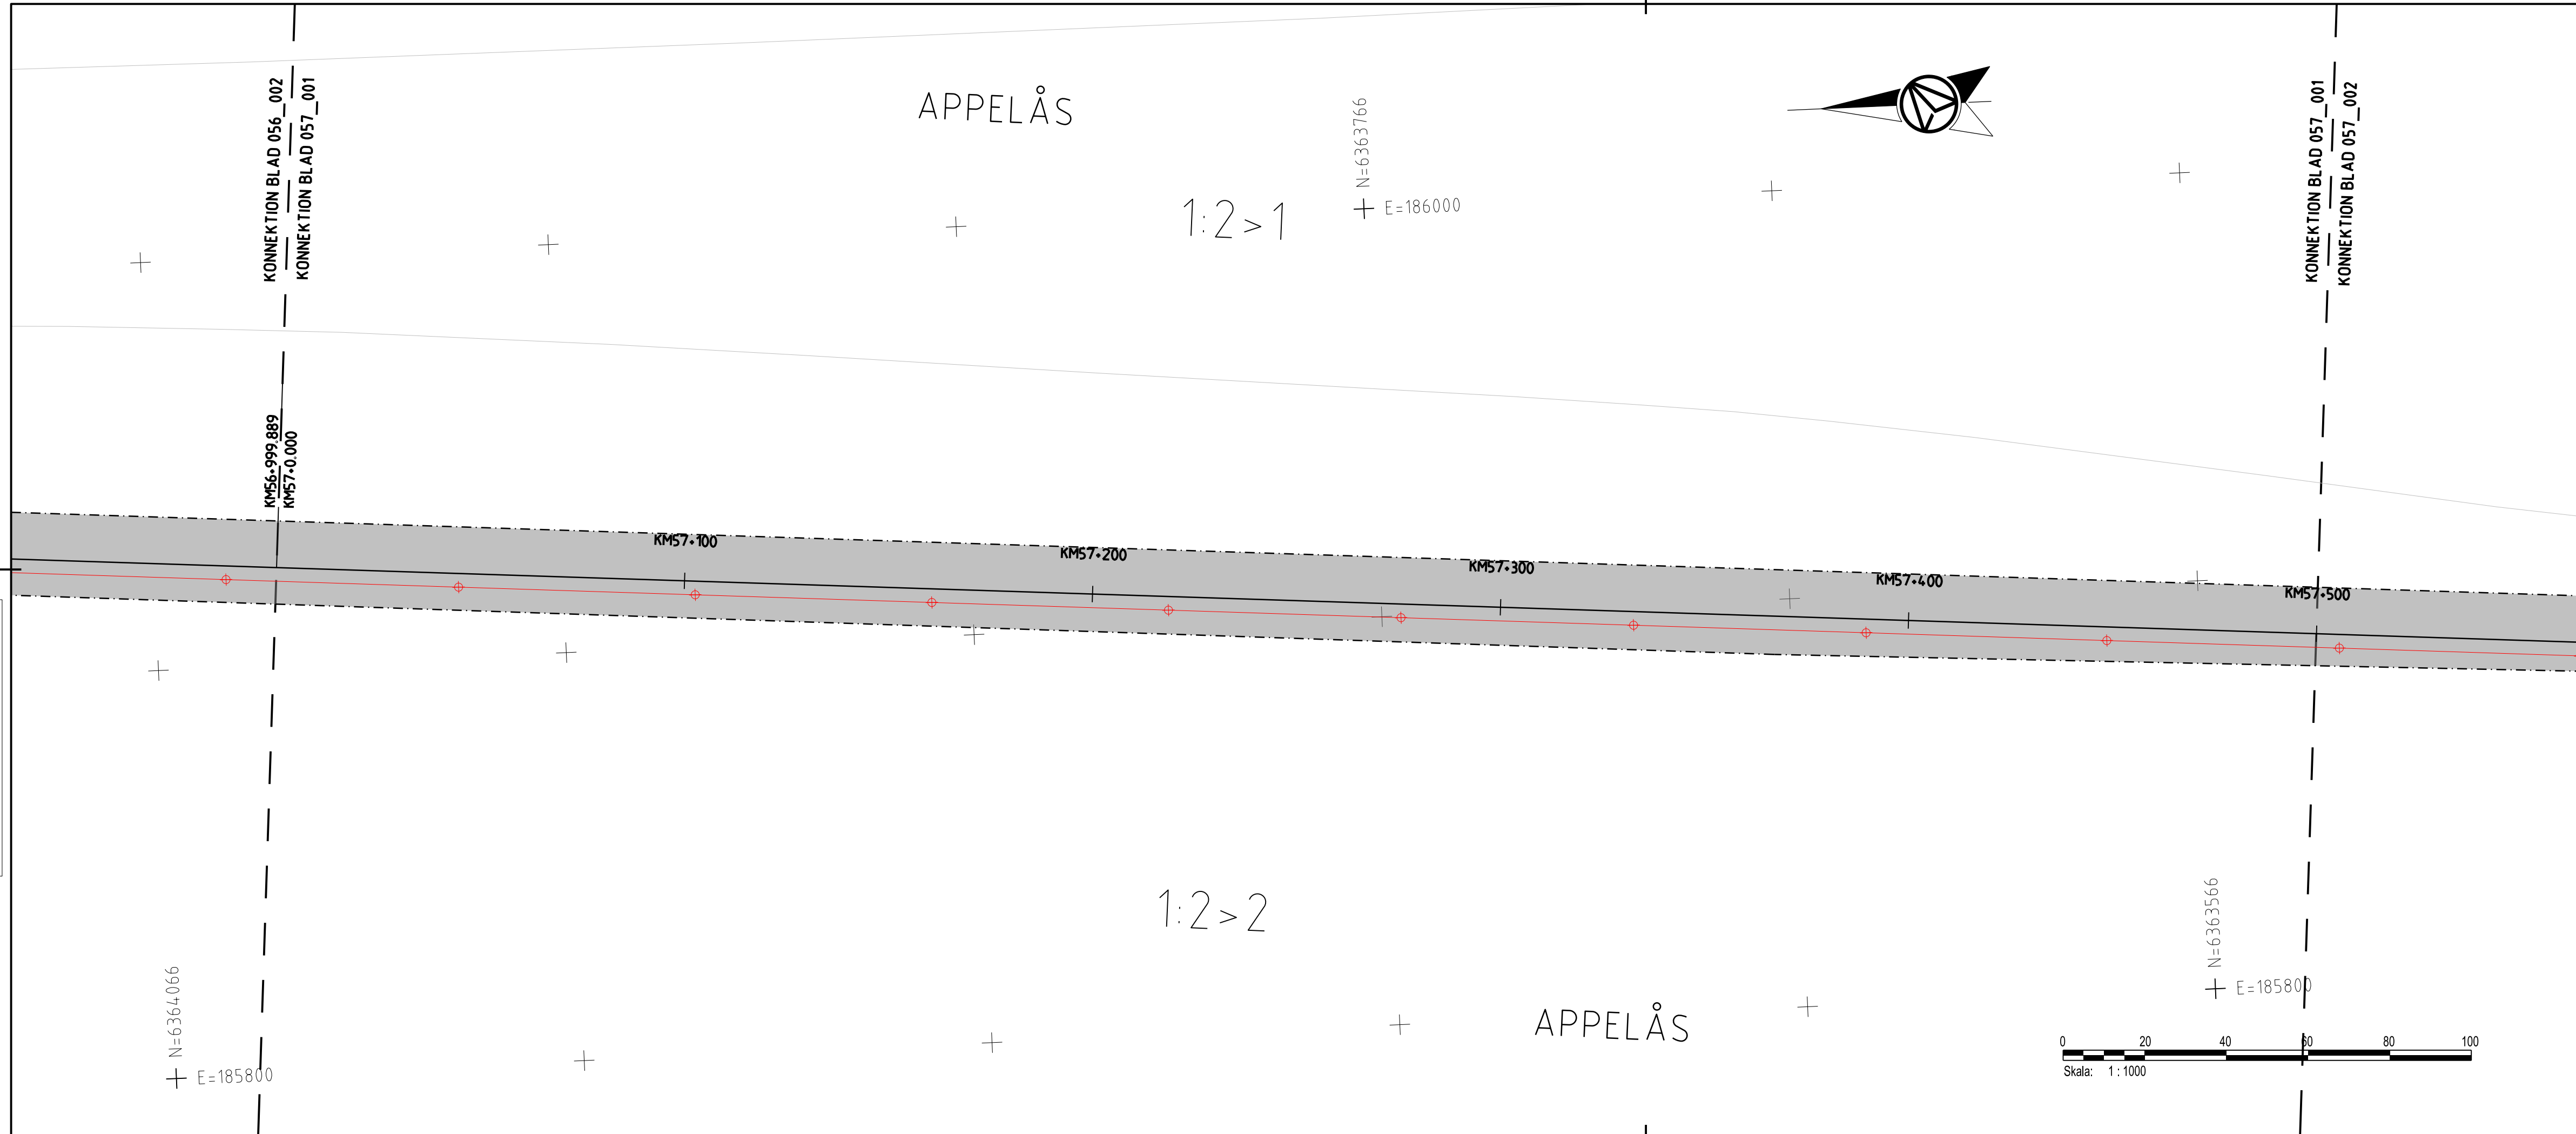 KONNEKTION BLAD 056_002
KONNEKTION BLAD 057_001
APPELÅS
N=6363766
E=186000
1:2>1
KONNEKTION BLAD 057_001
KONNEKTION BLAD 057_002
KM56+999.889
KM57+0.000
KM57+100
KM57+200
KM57+300
KM57+400
KM57+500
1:2>2
N=6364066
E=185800
APPELÅS
N=6363566
E=185800
0 20 40 60 80 100
Skala: 1 : 1000